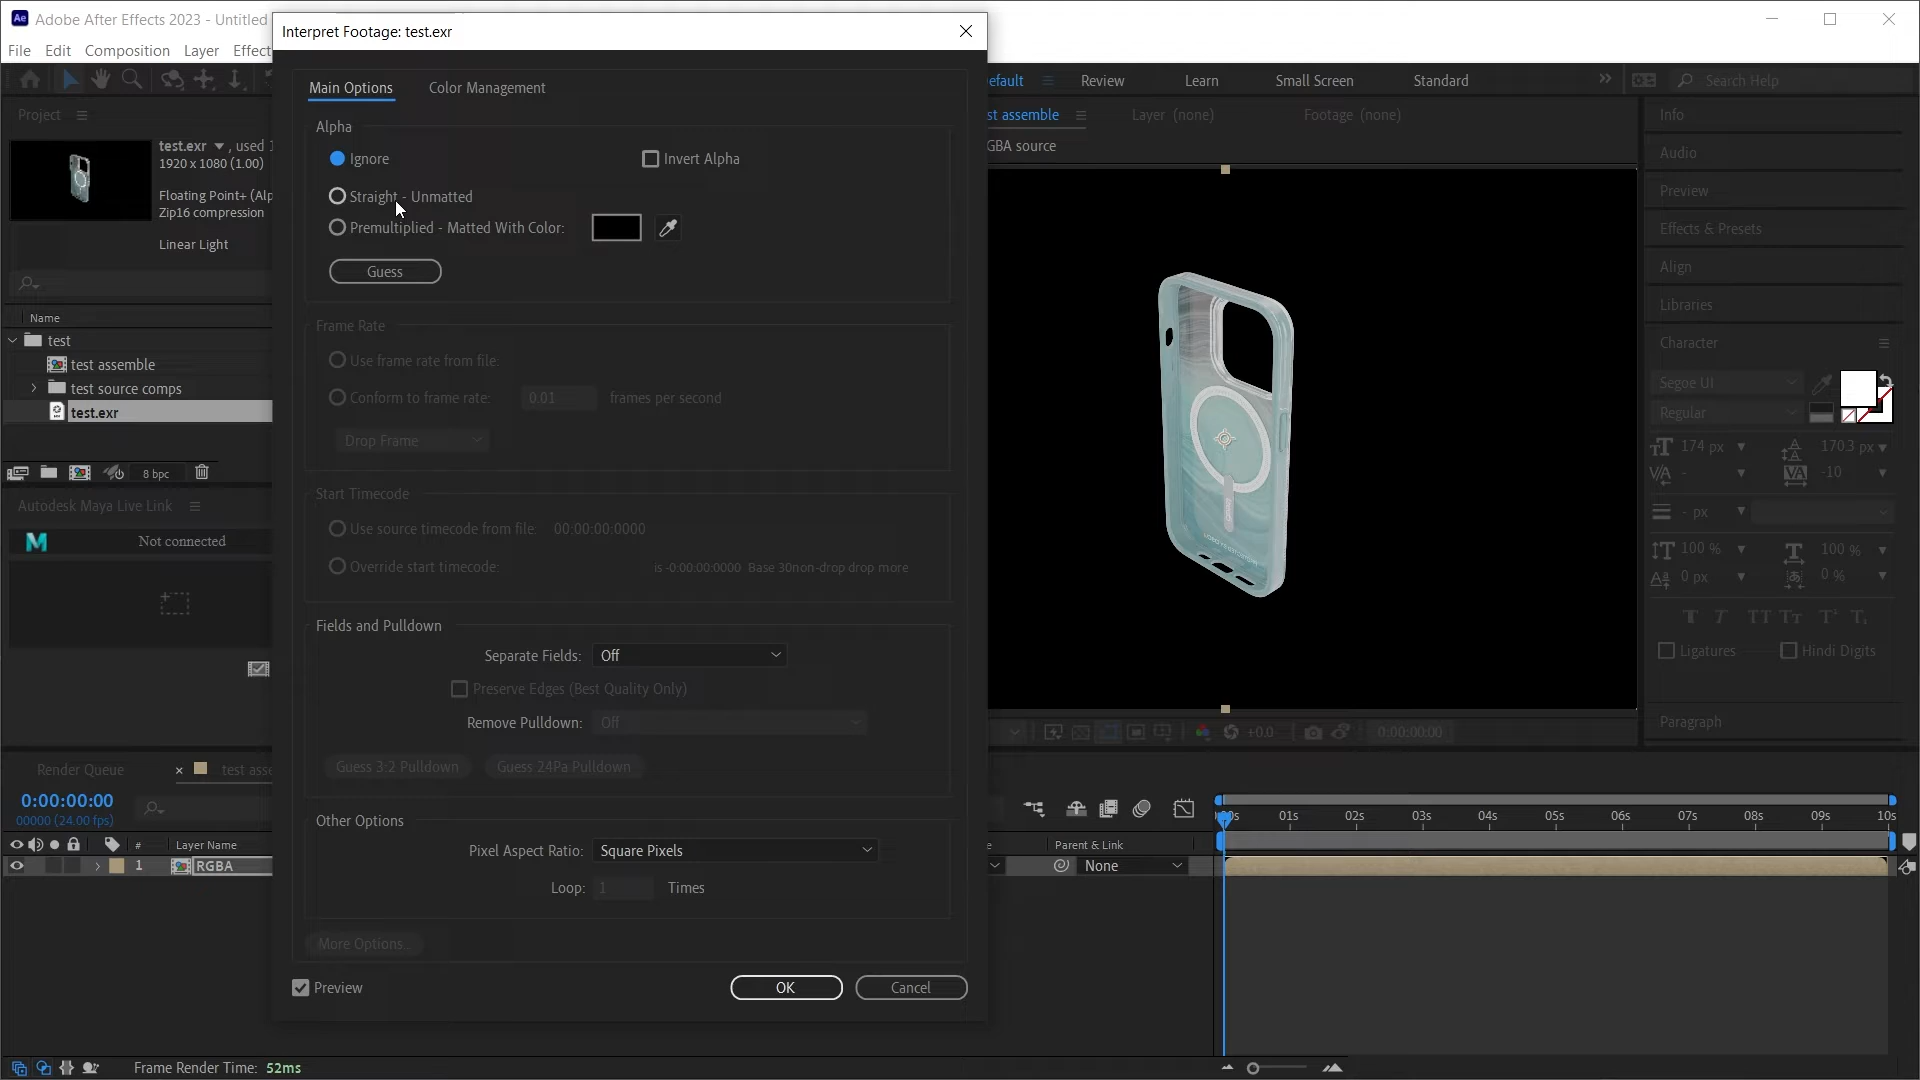 Ae Adobe After Effects 2023 - Untitled
File Edit Composition Layer Effect
Interpret Footage: test.exr
Default Review Learn Small Screen Standard Search Help
Project
test.exr , used 1
1920 x 1080 (1.00)
Floating Point+ (Alp
Zip16 compression
Linear Light
Name
test
test assemble
test source comps
test.exr
8 bpc
Autodesk Maya Live Link
M Not connected
Main Options Color Management
Alpha
Ignore Invert Alpha
Straight - Unmatted
Premultiplied - Matted With Color:
Guess
Frame Rate
Use frame rate from file:
Conform to frame rate: 0.01 frames per second
Drop Frame
Start Timecode
Use source timecode from file: 00:00:00:0000
Override start timecode: is -0:00:00:0000 Base 30non-drop drop more
Fields and Pulldown
Separate Fields: Off
Preserve Edges (Best Quality Only)
Remove Pulldown: Off
Guess 3:2 Pulldown Guess 24Pa Pulldown
Other Options
Pixel Aspect Ratio: Square Pixels
Loop: 1 Times
More Options...
Preview OK Cancel
st assemble Layer (none) Footage (none)
GBA source
+0.0 0:00:00:00
Info
Audio
Preview
Effects & Presets
Align
Libraries
Character
Segoe UI
Regular
174 px 170.3 px
- -10
- px
100 % 100 %
0 px 0 %
T T TT Tt T¹ T₁
Ligatures Hindi Digits
Paragraph
Render Queue × test asse
0:00:00:00
00000 (24.00 fps)
# Layer Name Parent & Link
1 RGBA None
01s 02s 03s 04s 05s 06s 07s 08s 09s 10s
Frame Render Time: 52ms